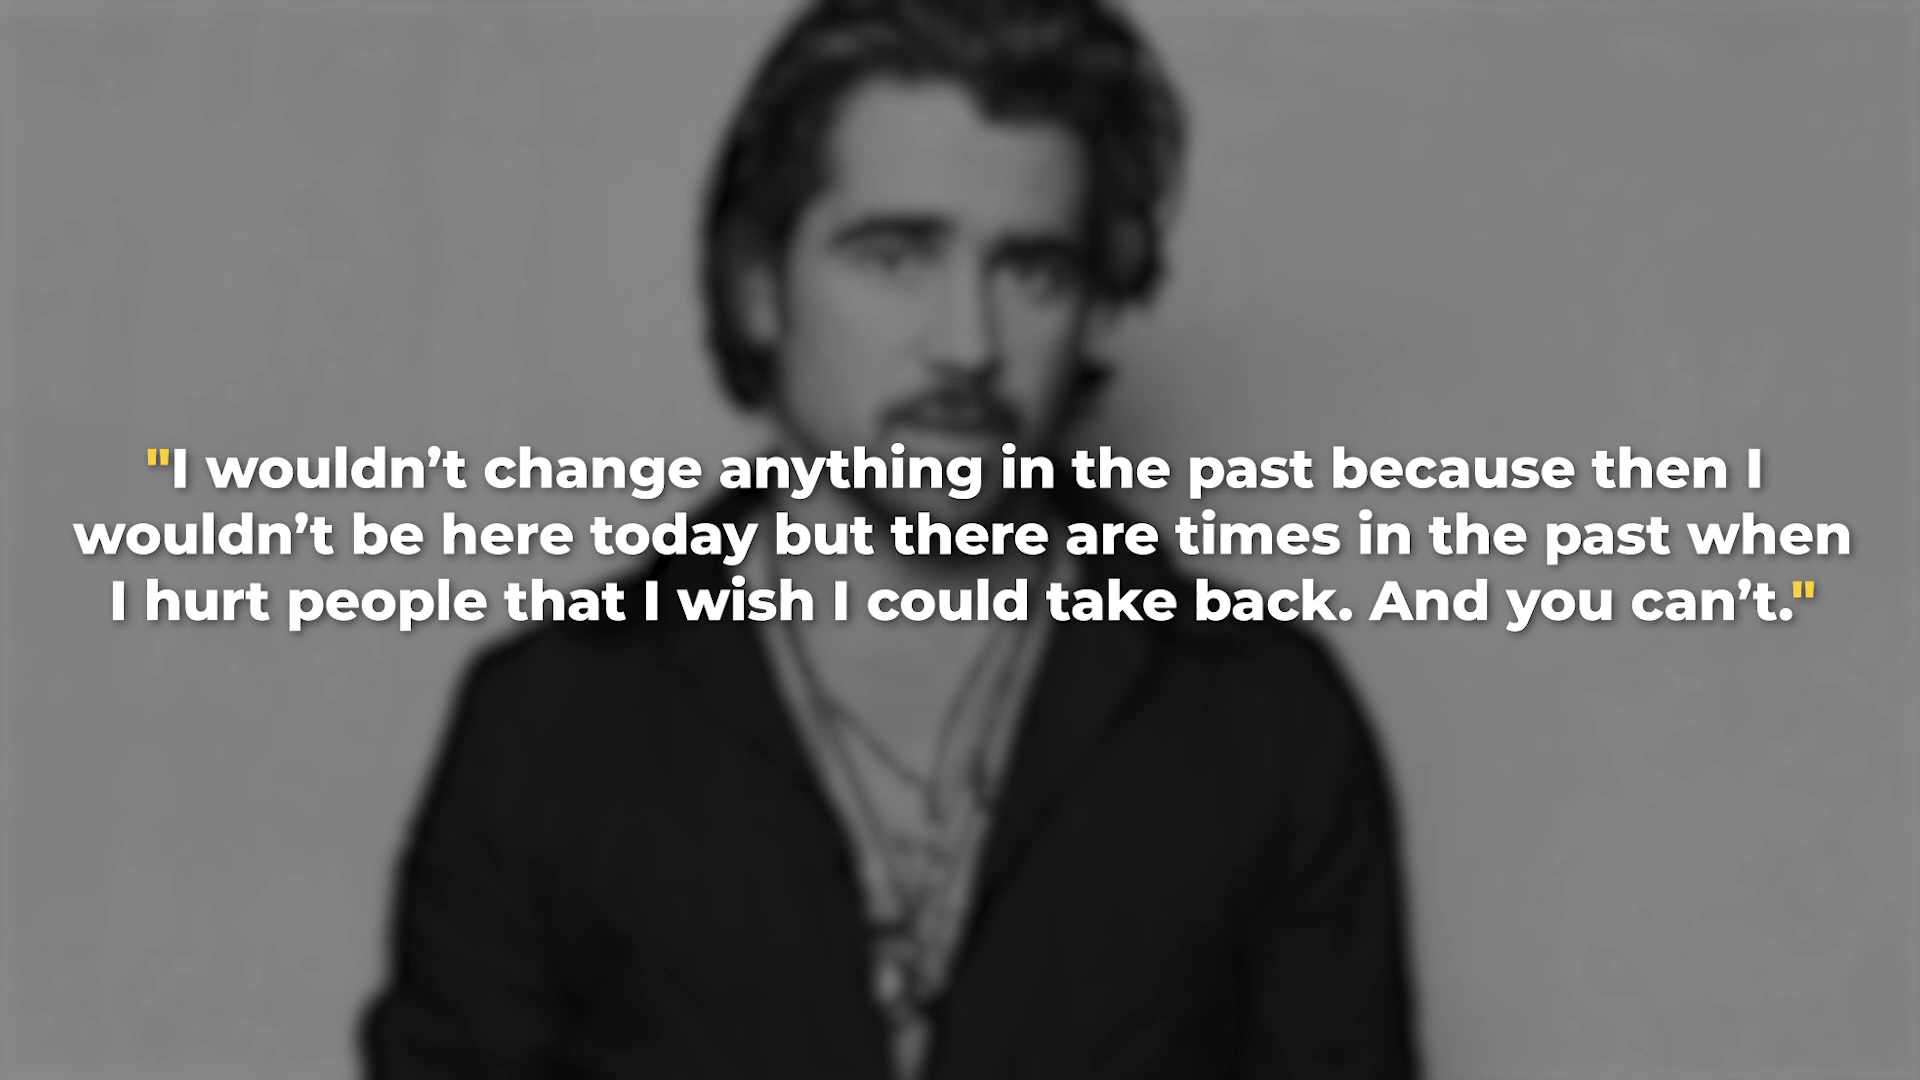 "I wouldn’t change anything in the past because then I
wouldn’t be here today but there are times in the past when
I hurt people that I wish I could take back. And you can’t."